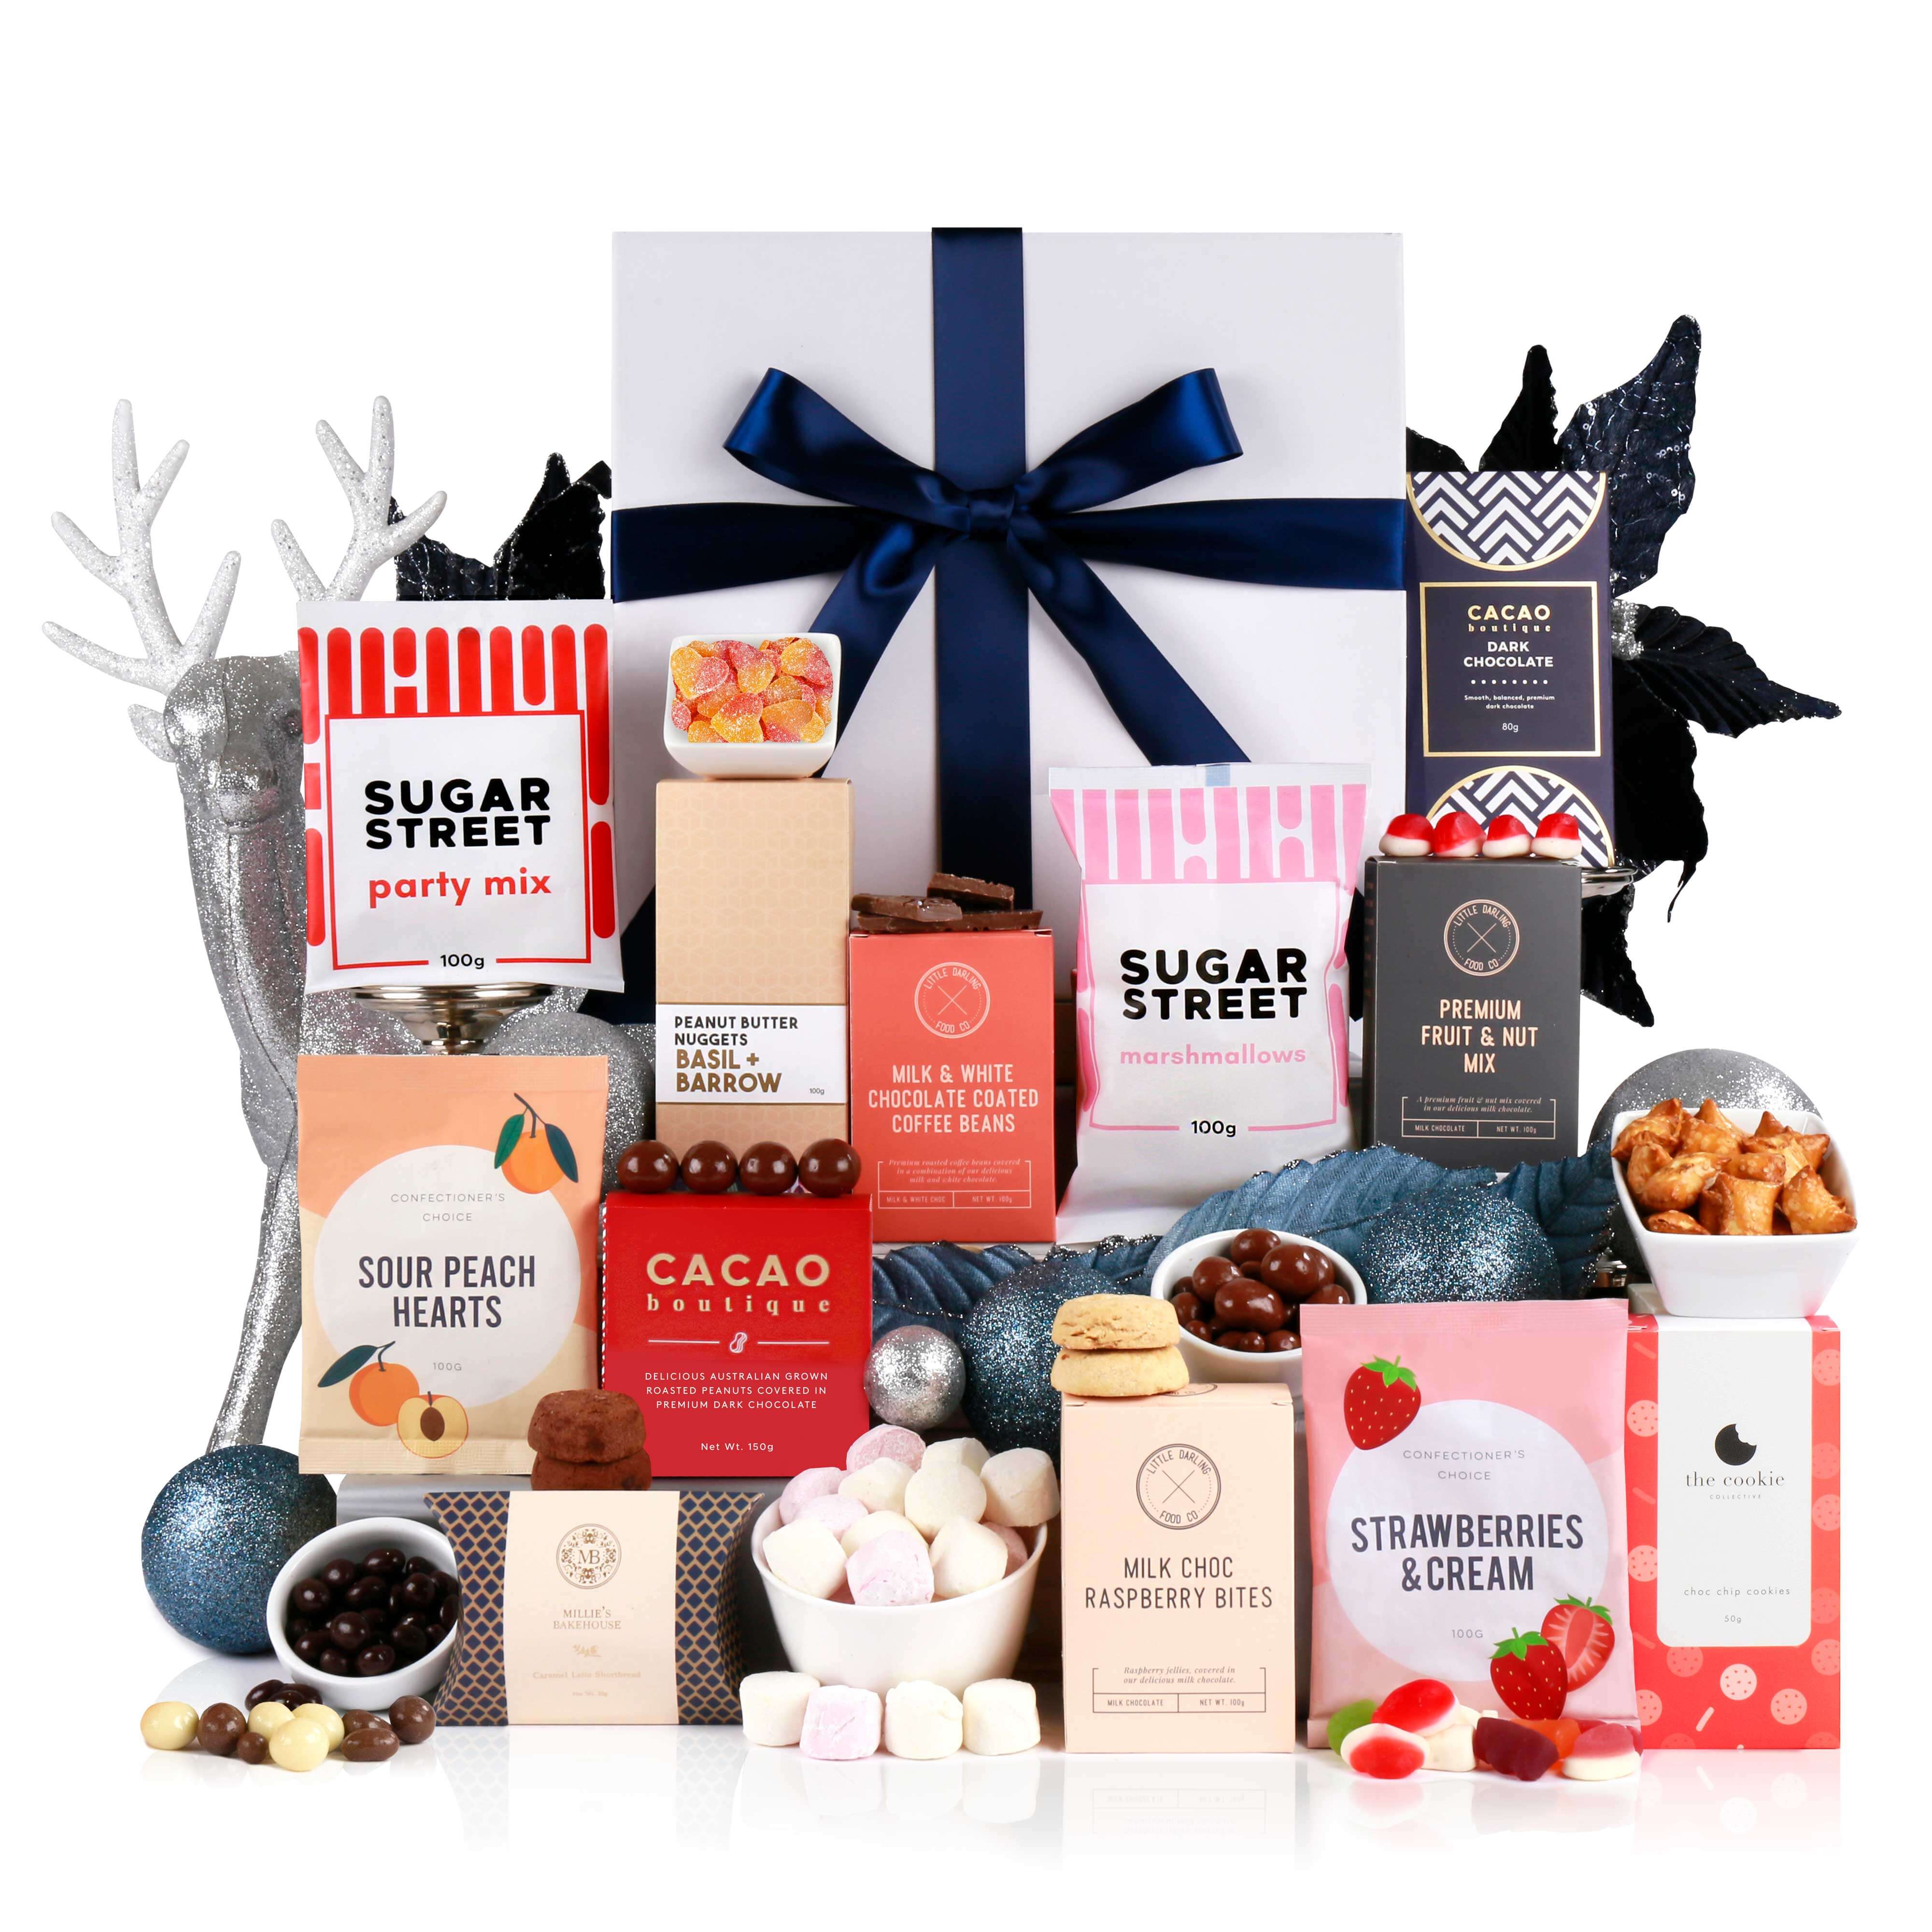 SUGAR
STREET
party mix
100g
CACAO
boutique
DARK
CHOCOLATE
Smooth, balanced, premium
dark chocolate
80g
PEANUT BUTTER
NUGGETS
BASIL +
BARROW
100g
LITTLE DARLING
FOOD CO
MILK & WHITE
CHOCOLATE COATED
COFFEE BEANS
Premium roasted coffee beans covered
in a combination of our delicious
milk and white chocolate.
MILK & WHITE CHOC
NET WT. 100g
SUGAR
STREET
marshmallows
100g
LITTLE DARLING
FOOD CO
PREMIUM
FRUIT & NUT
MIX
A premium fruit & nut mix covered
in our delicious milk chocolate.
MILK CHOCOLATE
NET WT. 100g
CONFECTIONER'S
CHOICE
SOUR PEACH
HEARTS
100G
CACAO
boutique
DELICIOUS AUSTRALIAN GROWN
ROASTED PEANUTS COVERED IN
PREMIUM DARK CHOCOLATE
Net Wt. 150g
MB
MILLIE'S
BAKEHOUSE
Caramel Latte Shortbread
LITTLE DARLING
FOOD CO
MILK CHOC
RASPBERRY BITES
Raspberry jellies, covered in
our delicious milk chocolate.
MILK CHOCOLATE
NET WT. 100g
CONFECTIONER'S
CHOICE
STRAWBERRIES
& CREAM
100G
the cookie
COLLECTIVE
choc chip cookies
50g